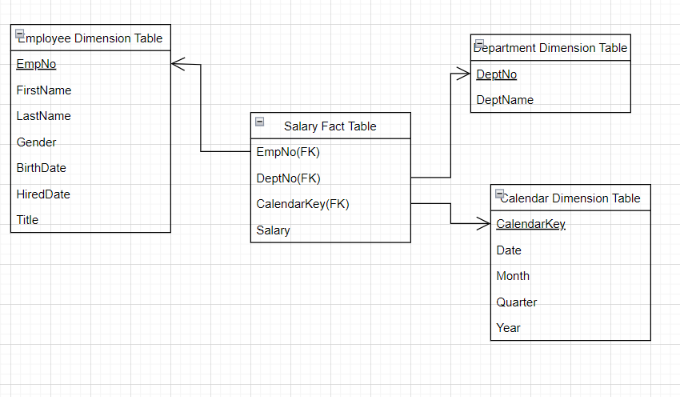 Employee Dimension Table
EmpNo
FirstName
LastName
Gender
BirthDate
HiredDate
Title
Salary Fact Table
EmpNo(FK)
DeptNo(FK)
CalendarKey(FK)
Salary
Department Dimension Table
DeptNo
DeptName
Calendar Dimension Table
CalendarKey
Date
Month
Quarter
Year